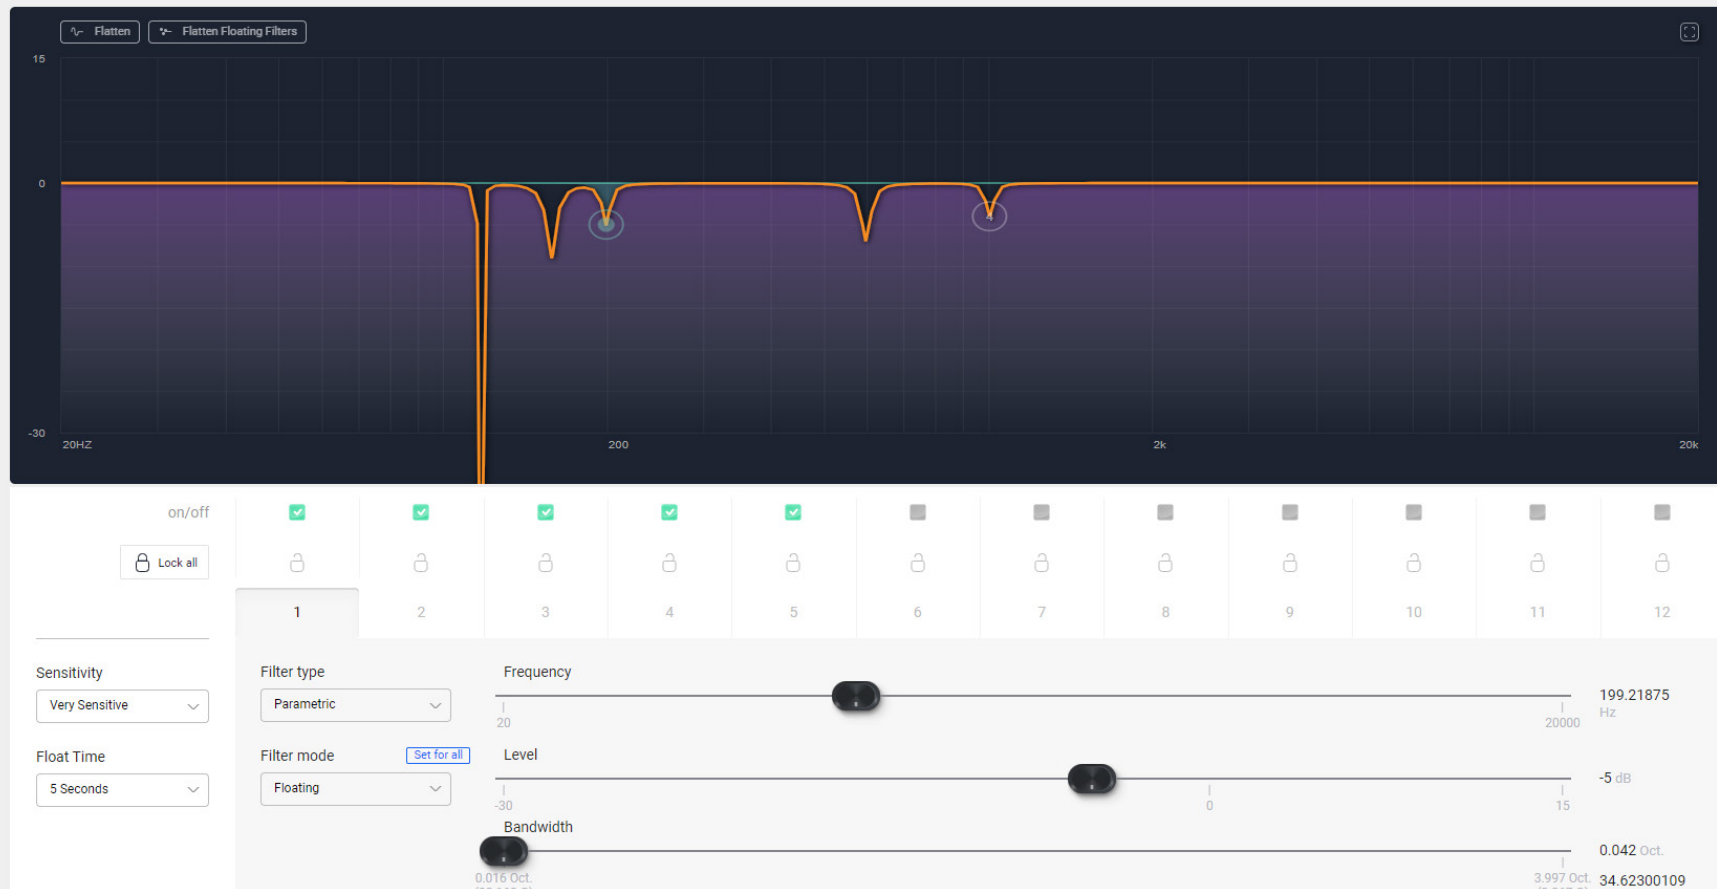 Flatten
Flatten Floating Filters
15
0
-30
20HZ
200
2k
20k
4
on/off
Lock all
1
2
3
4
5
6
7
8
9
10
11
12
Sensitivity
Very Sensitive
Float Time
5 Seconds
Filter type
Parametric
Filter mode
Set for all
Floating
Frequency
20
20000
199.21875
Hz
Level
-30
0
15
-5 dB
Bandwidth
0.016 Oct.
3.997 Oct.
0.042 Oct.
34.62300109